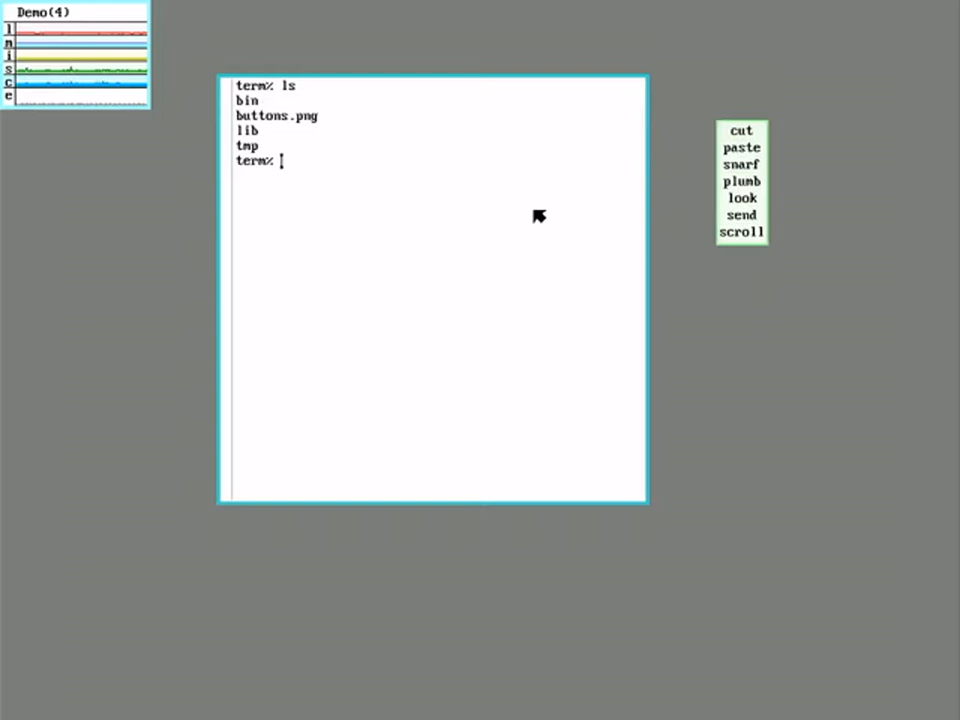 Demo(4)
l
m
i
s
c
e
term% ls
bin
buttons.png
lib
tmp
term%
cut
paste
snarf
plumb
look
send
scroll